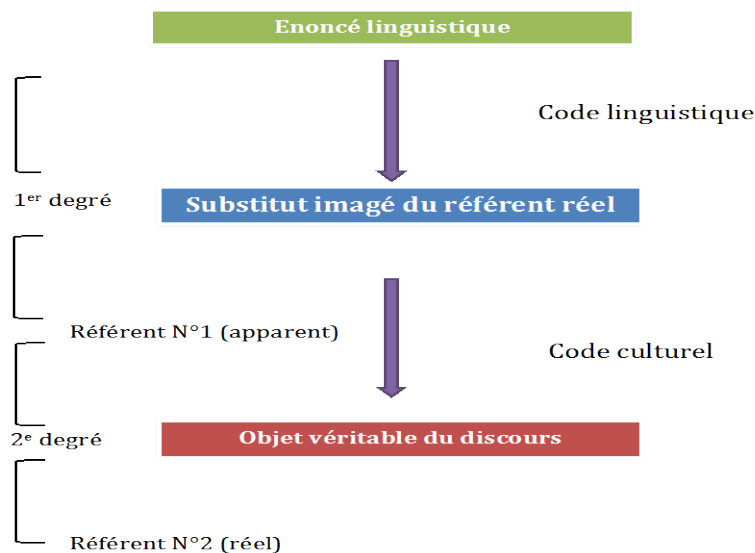 Enoncé linguistique
Code linguistique
1er degré
Substitut imagé du référent réel
Référent N°1 (apparent)
Code culturel
2e degré
Objet véritable du discours
Référent N°2 (réel)